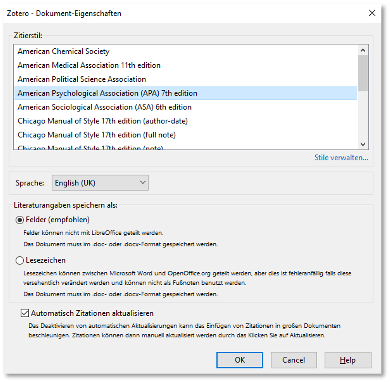 Zotero - Dokument-Eigenschaften
Zitierstil:
American Chemical Society
American Medical Association 11th edition
American Political Science Association
American Psychological Association (APA) 7th edition
American Sociological Association (ASA) 6th edition
Chicago Manual of Style 17th edition (author-date)
Chicago Manual of Style 17th edition (full note)
Chicago Manual of Style 17th edition (note)
Stile verwalten...
Sprache: English (UK)
Literaturangaben speichern als:
Felder (empfohlen)
Felder können nicht mit LibreOffice geteilt werden.
Das Dokument muss im .doc- oder .docx-Format gespeichert werden.
Lesezeichen
Lesezeichen können zwischen Microsoft Word und OpenOffice.org geteilt werden, aber dies ist fehleranfällig falls diese
versehentlich verändert werden und können nicht als Fußnoten benutzt werden.
Das Dokument muss im .doc- oder .docx-Format gespeichert werden.
Automatisch Zitationen aktualisieren
Das Deaktivieren von automatischen Aktualisierungen kann das Einfügen von Zitationen in großen Dokumenten
beschleunigen. Zitationen können dann manuell aktualisiert werden durch das Klicken Sie auf Aktualisieren.
OK Cancel Help